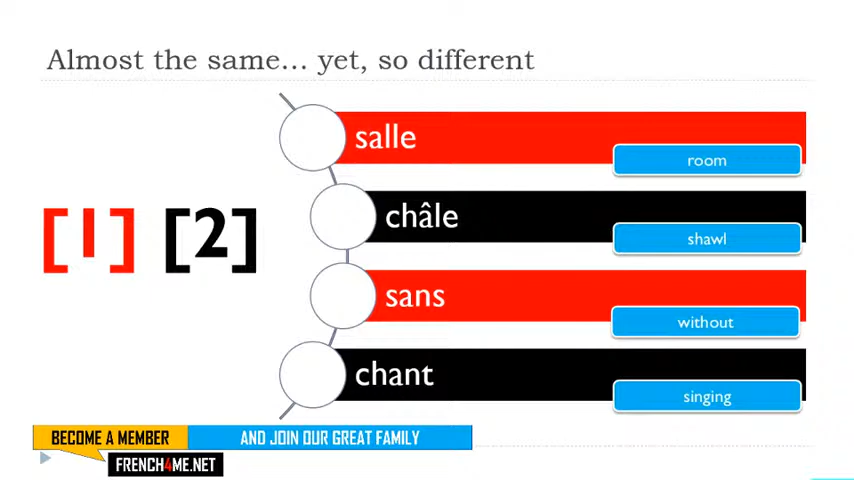 Almost the same... yet, so different
[1] [2]
salle
room
châle
shawl
sans
without
chant
singing
BECOME A MEMBER
AND JOIN OUR GREAT FAMILY
FRENCH4ME.NET